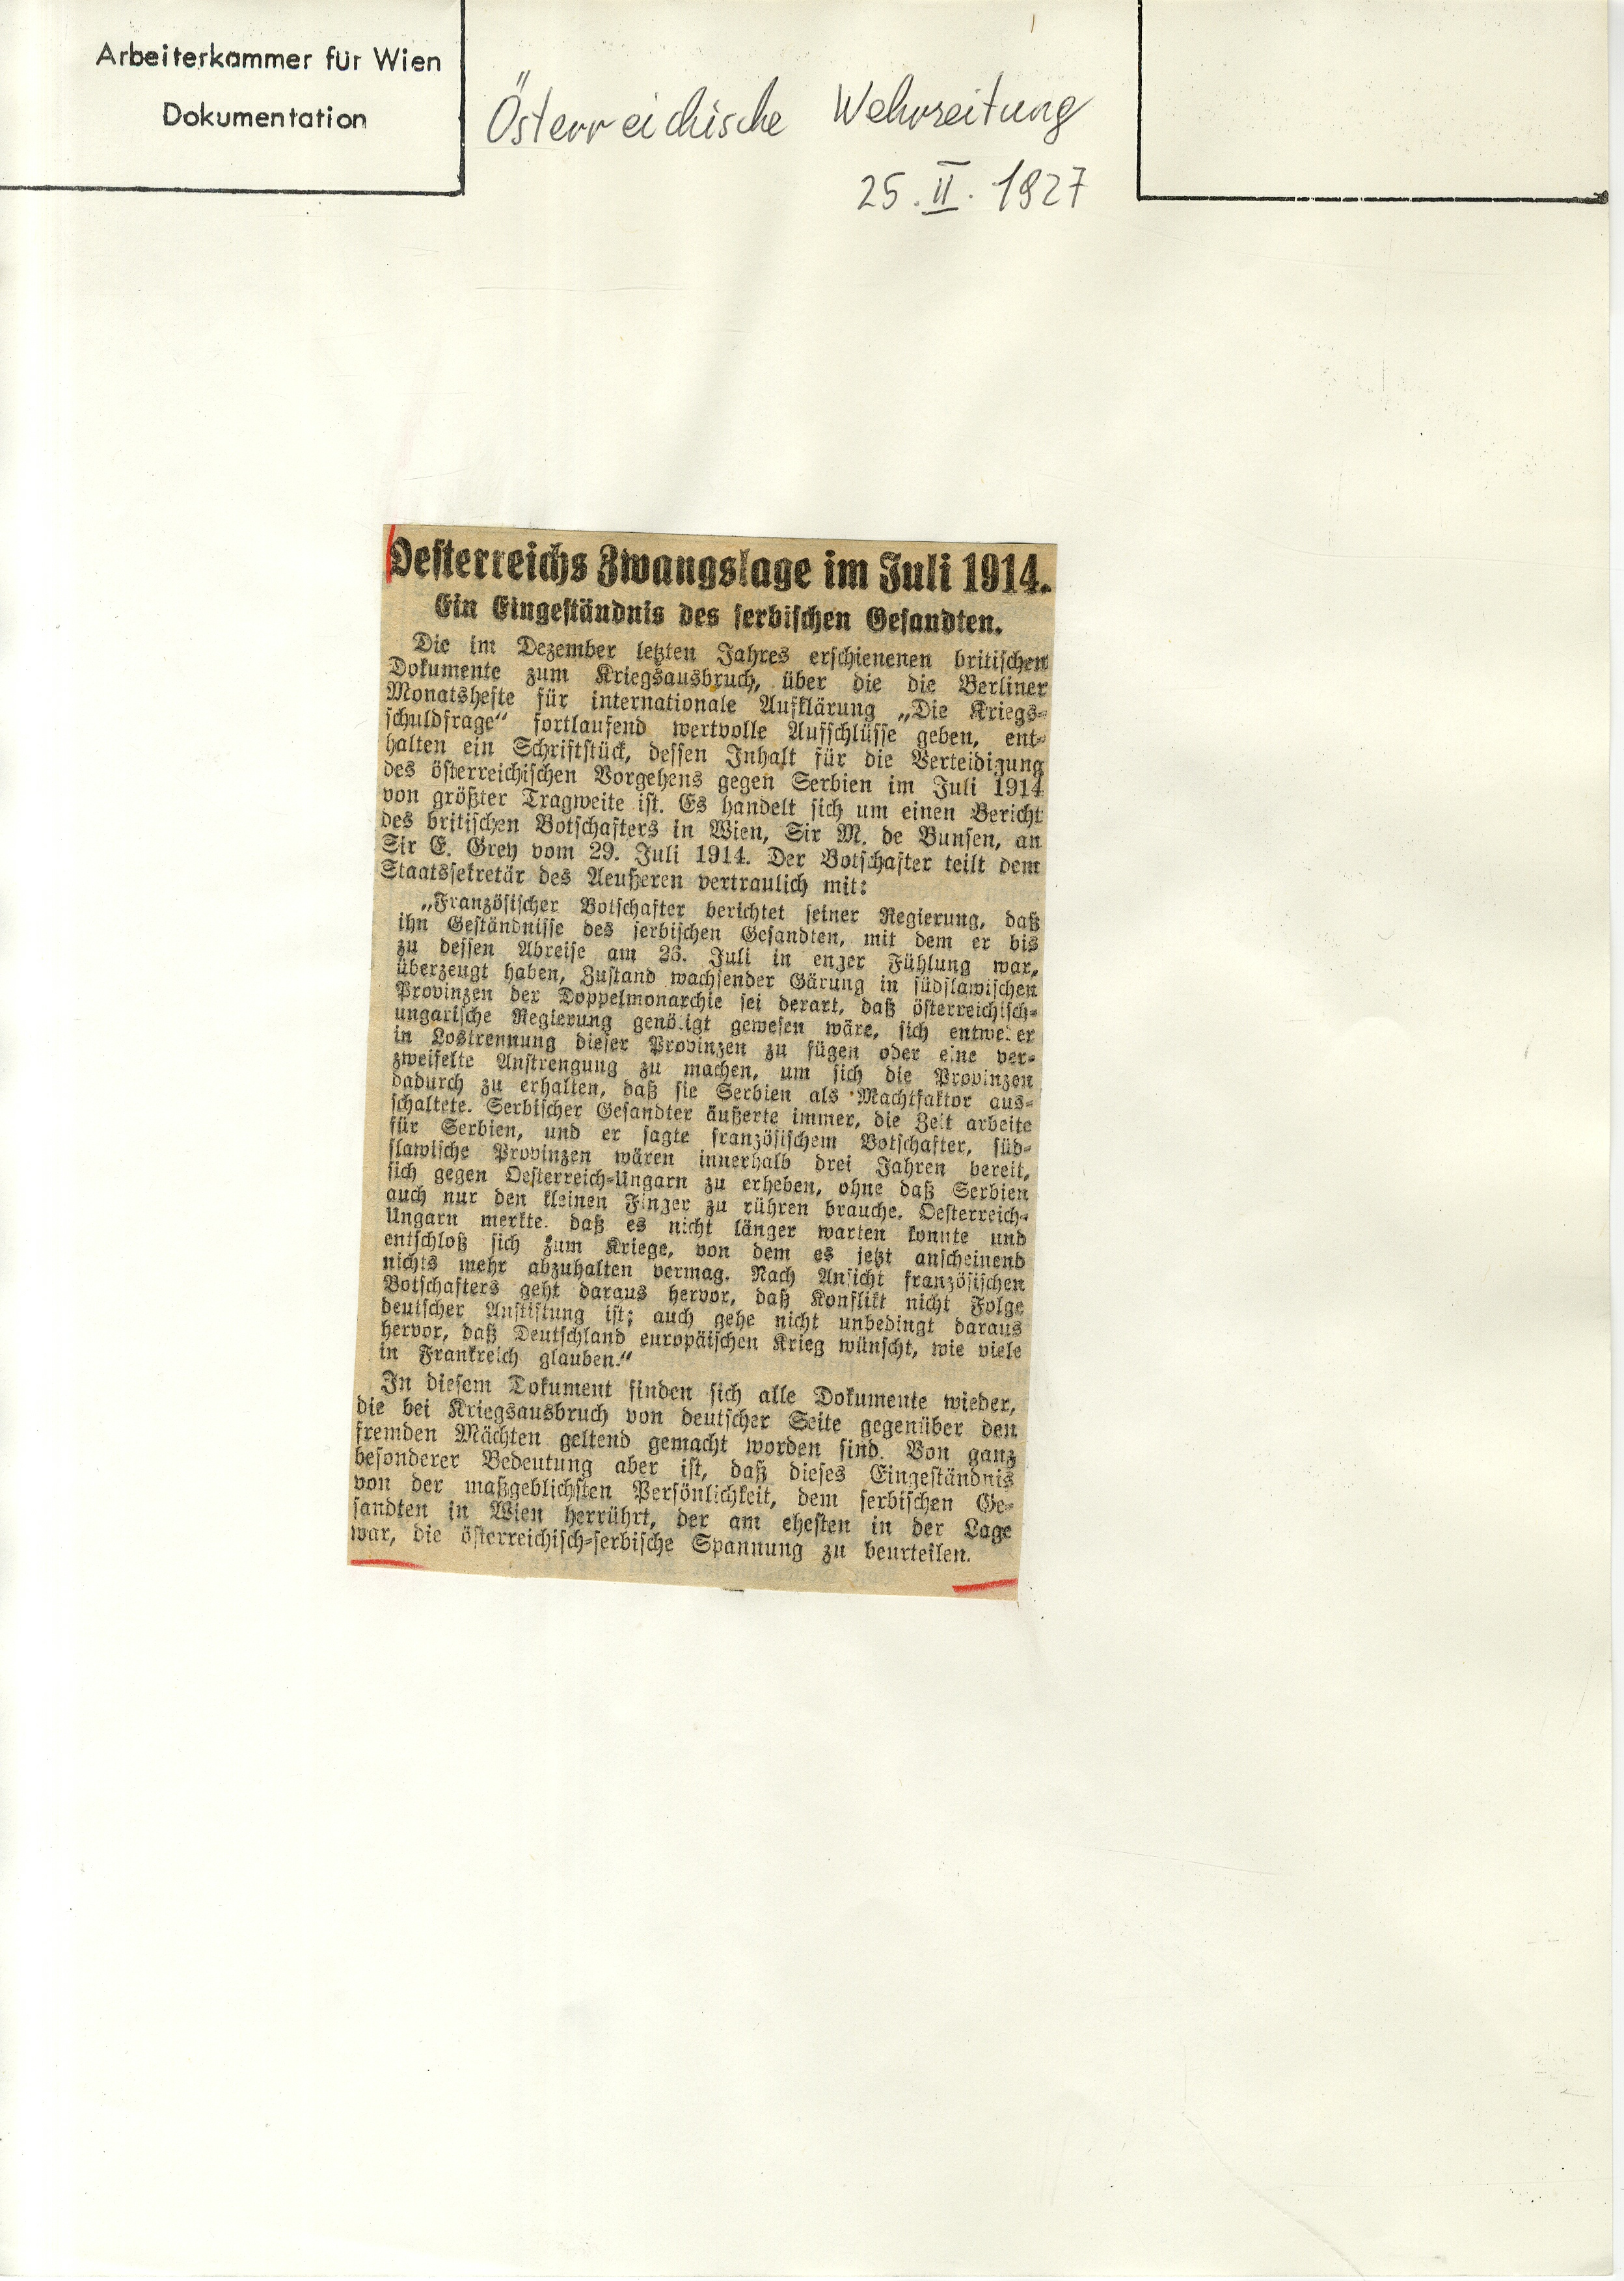 Arbeiterkammer für Wien
Dokumentation
Österreichische Wehrzeitung
25. II. 1927
Oesterreichs Zwangslage im Juli 1914.
Ein Eingeständnis des serbischen Gesandten.
Die im Dezember letzten Jahres erschienenen britischen
Dokumente zum Kriegsausbruch, über die die Berliner
Monatshefte für internationale Aufklärung „Die Kriegs-
schuldfrage“ fortlaufend wertvolle Aufschlüsse geben, ent-
halten ein Schriftstück, dessen Inhalt für die Verteidigung
des österreichischen Vorgehens gegen Serbien im Juli 1914
von größter Tragweite ist. Es handelt sich um einen Bericht
des britischen Botschafters in Wien, Sir M. de Bunsen, an
Sir E. Grey vom 29. Juli 1914. Der Botschafter teilt dem
Staatssekretär des Aeußeren vertraulich mit:
„Französischer Botschafter berichtet seiner Regierung, daß
ihn Geständnisse des serbischen Gesandten, mit dem er bis
zu dessen Abreise am 26. Juli in enger Fühlung war,
überzeugt haben, Zustand wachsender Gärung in südslawischen
Provinzen der Doppelmonarchie sei derart, daß österreichisch-
ungarische Regierung genötigt gewesen wäre, sich entweder
in Lostrennung dieser Provinzen zu fügen oder eine ver-
zweifelte Anstrengung zu machen, um sich die Provinzen
dadurch zu erhalten, daß sie Serbien als Machtfaktor aus-
schaltete. Serbischer Gesandter äußerte immer, die Zeit arbeite
für Serbien, und er sagte französischem Botschafter, süd-
slawische Provinzen wären innerhalb drei Jahren bereit,
sich gegen Oesterreich-Ungarn zu erheben, ohne daß Serbien
auch nur den kleinen Finger zu rühren brauche. Oesterreich-
Ungarn merkte. daß es nicht länger warten konnte und
entschloß sich zum Kriege, von dem es jetzt anscheinend
nichts mehr abzuhalten vermag. Nach Ansicht französischen
Botschafters geht daraus hervor, daß Konflikt nicht Folge
deutscher Anstiftung ist; auch gehe nicht unbedingt daraus
hervor, daß Deutschland europäischen Krieg wünscht, wie viele
in Frankreich glauben.“
In diesem Dokument finden sich alle Dokumente wieder,
die bei Kriegsausbruch von deutscher Seite gegenüber den
fremden Mächten geltend gemacht worden sind. Von ganz
besonderer Bedeutung aber ist, daß dieses Eingeständnis
von der maßgeblichsten Persönlichkeit, dem serbischen Ge-
sandten in Wien herrührt, der am ehesten in der Lage
war, die österreichisch-serbische Spannung zu beurteilen.